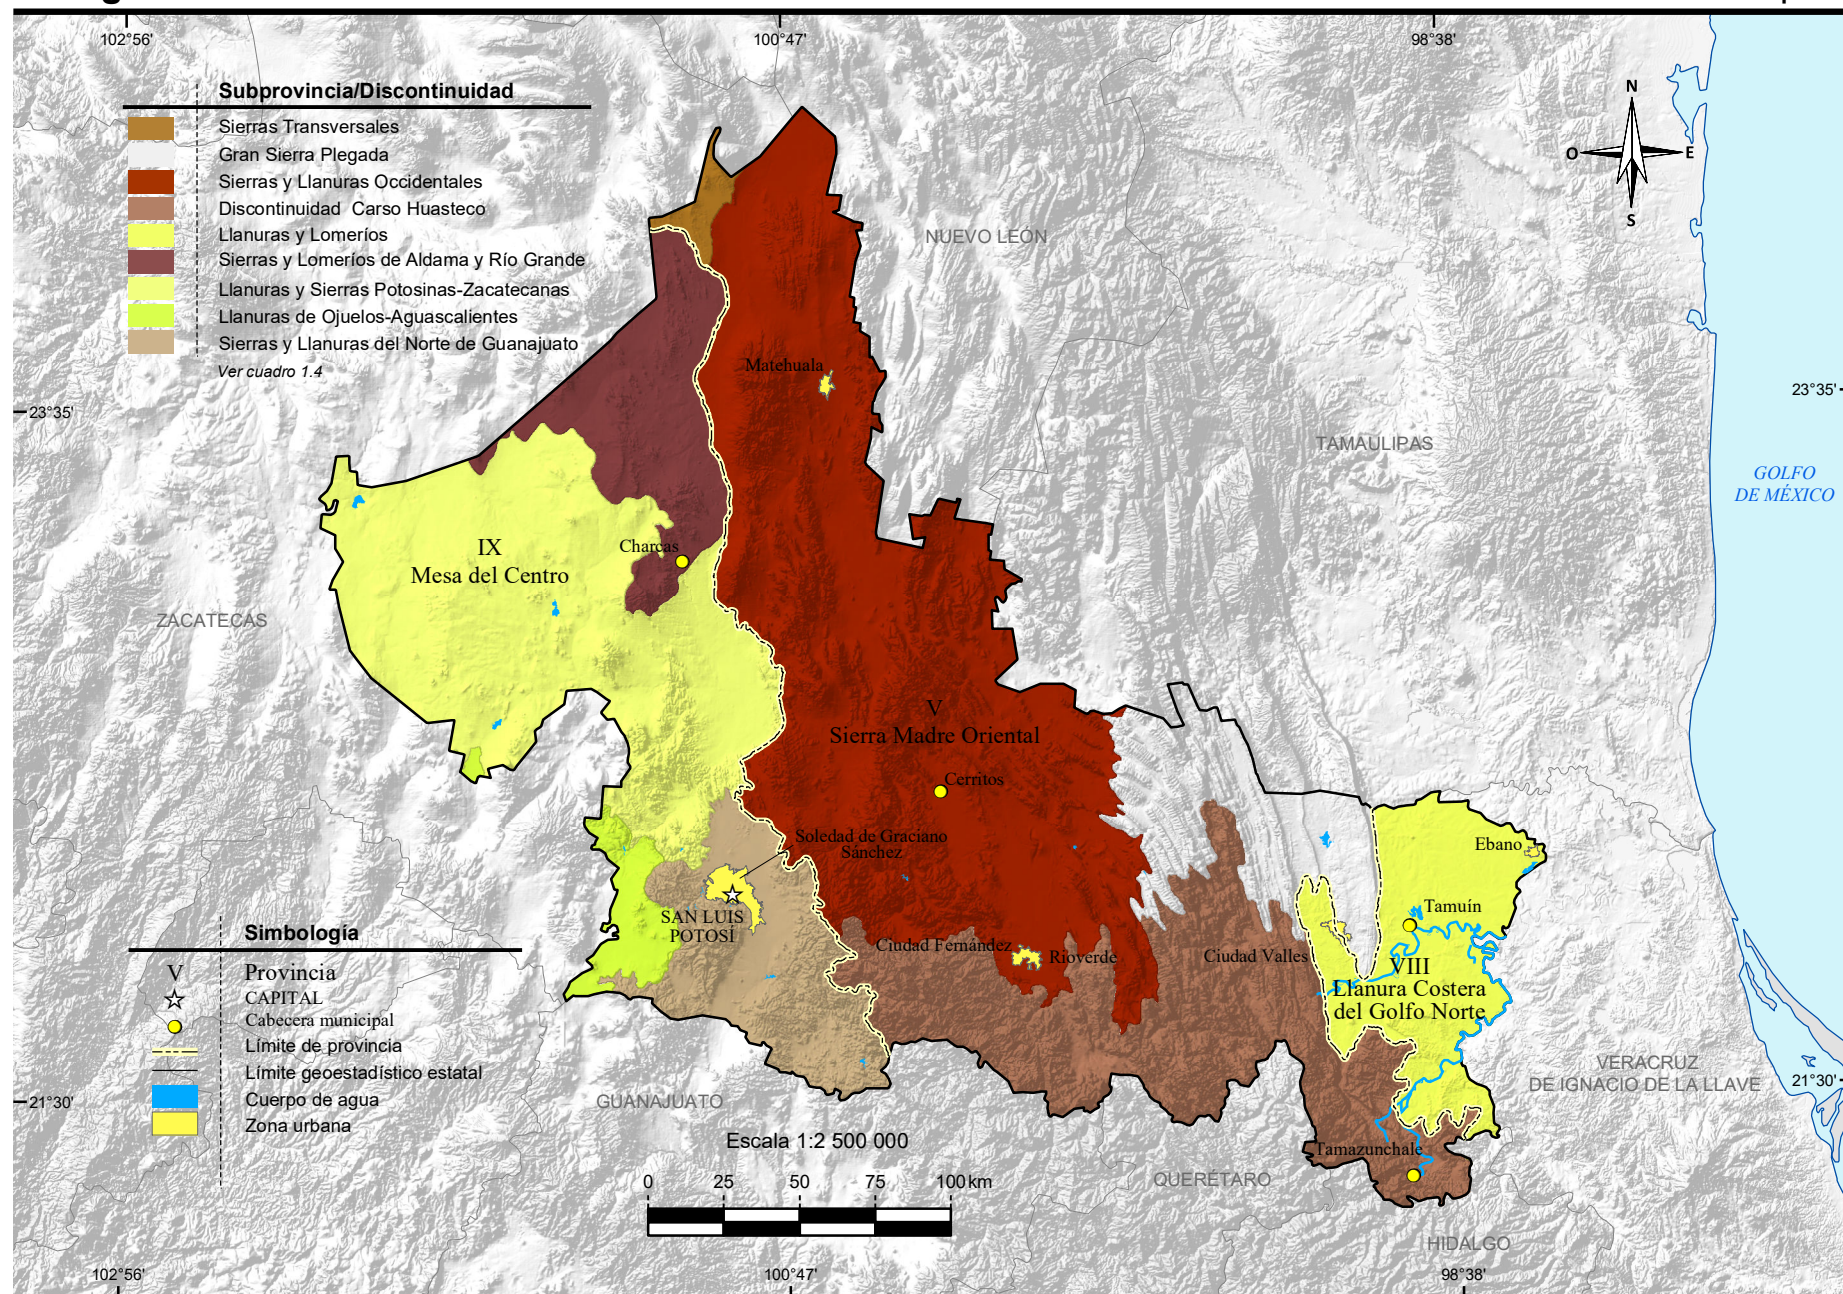 102°56'
100°47'
98°38'
Subprovincia/Discontinuidad
Sierras Transversales
Gran Sierra Plegada
Sierras y Llanuras Occidentales
Discontinuidad Carso Huasteco
Llanuras y Lomeríos
Sierras y Lomeríos de Aldama y Río Grande
Llanuras y Sierras Potosinas-Zacatecanas
Llanuras de Ojuelos-Aguascalientes
Sierras y Llanuras del Norte de Guanajuato
Ver cuadro 1.4
N
O
E
S
NUEVO LEÓN
Matehuala
23°35'
23°35'
TAMAULIPAS
GOLFO
DE MÉXICO
IX
Mesa del Centro
Charcas
ZACATECAS
V
Sierra Madre Oriental
Cerritos
Soledad de Graciano
Sánchez
Ebano
SAN LUIS
POTOSÍ
Ciudad Fernández
Rioverde
Ciudad Valles
Tamuín
VIII
Llanura Costera
del Golfo Norte
Simbología
V
Provincia
CAPITAL
Cabecera municipal
Límite de provincia
Límite geoestadístico estatal
Cuerpo de agua
Zona urbana
VERACRUZ
DE IGNACIO DE LA LLAVE
21°30'
21°30'
GUANAJUATO
Escala 1:2 500 000
0 25 50 75 100 km
Tamazunchale
QUERÉTARO
HIDALGO
102°56'
100°47'
98°38'